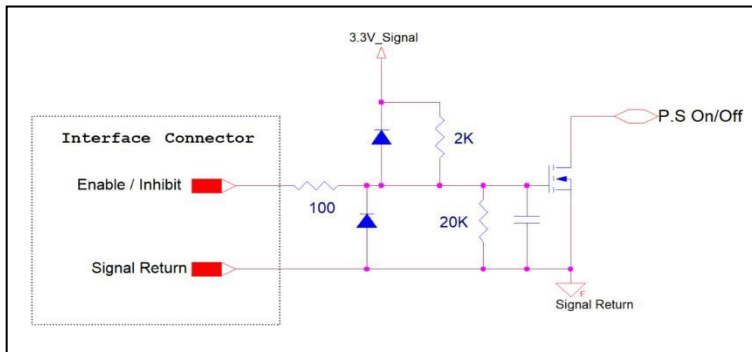 3.3V_Signal
P.S On/Off
Interface Connector
2K
Enable / Inhibit
100
20K
Signal Return
F
Signal Return